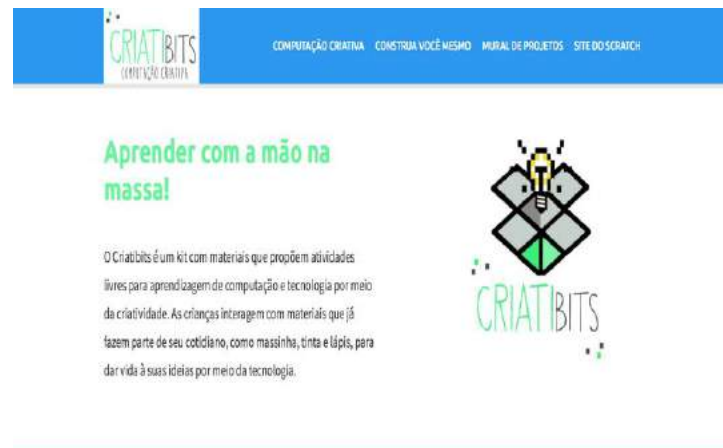 CRIATIBITS
COMPUTAÇÃO CRIATIVA
COMPUTAÇÃO CRIATIVA CONSTRUA VOCÊ MESMO MURAL DE PROJETOS SITE DO SCRATCH
Aprender com a mão na
massa!
O Criatibits é um kit com materiais que propõem atividades
livres para aprendizagem de computação e tecnologia por meio
da criatividade. As crianças interagem com materiais que já
fazem parte de seu cotidiano, como massinha, tinta e lápis, para
dar vida à suas ideias por meio da tecnologia.
CRIATIBITS